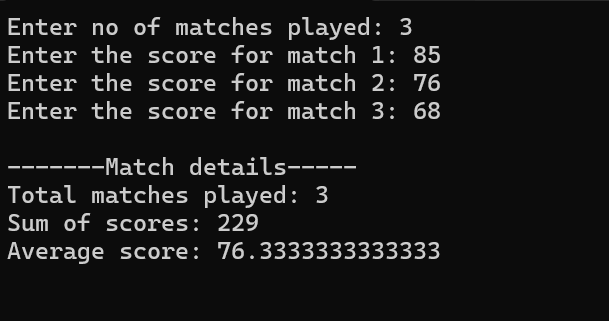 Enter no of matches played: 3
Enter the score for match 1: 85
Enter the score for match 2: 76
Enter the score for match 3: 68
-------Match details-----
Total matches played: 3
Sum of scores: 229
Average score: 76.3333333333333